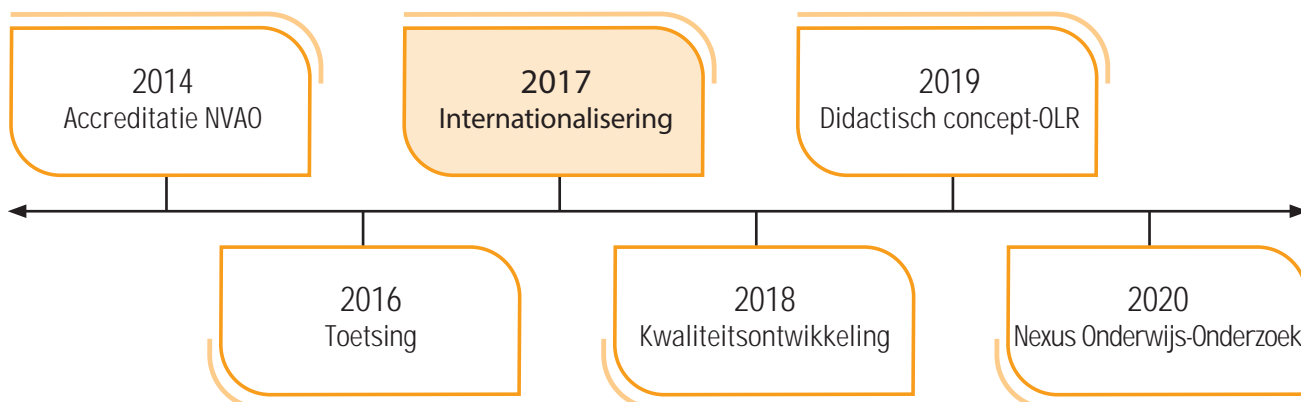 2014
Accreditatie NVAO
2017
Internationalisering
2019
Didactisch concept-OLR
2016
Toetsing
2018
Kwaliteitsontwikkeling
2020
Nexus Onderwijs-Onderzoek